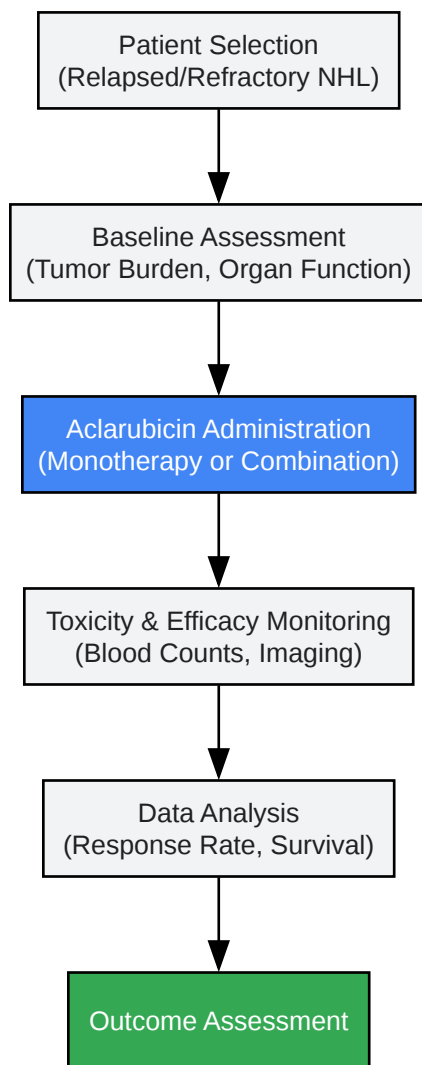 Patient Selection
(Relapsed/Refractory NHL)
Baseline Assessment
(Tumor Burden, Organ Function)
Aclarubicin Administration
(Monotherapy or Combination)
Toxicity & Efficacy Monitoring
(Blood Counts, Imaging)
Data Analysis
(Response Rate, Survival)
Outcome Assessment